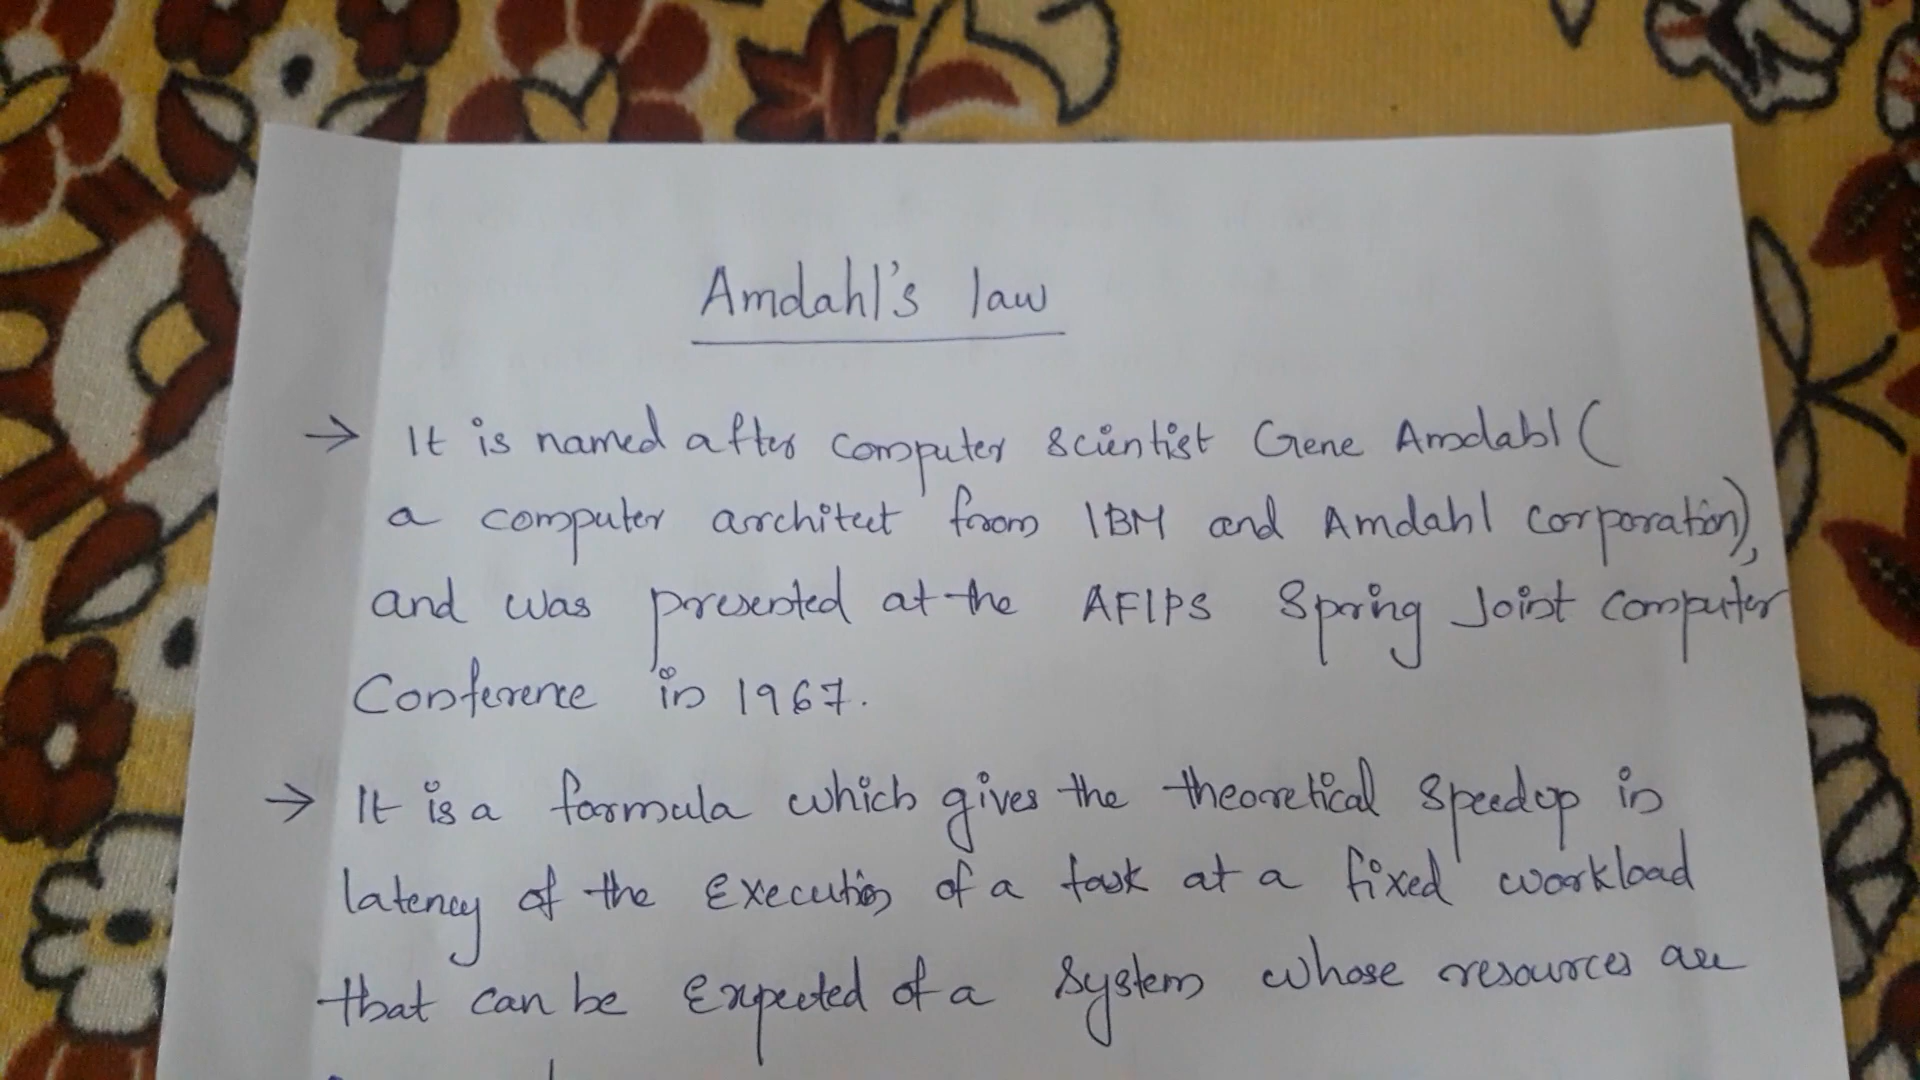 Amdahl's law
→ It is named after computer scientist Gene Amdahl (
a computer architect from IBM and Amdahl corporation),
and was presented at the AFIPS Spring Joint Computer
Conference in 1967.
→ It is a formula which gives the theoretical speedup in
latency of the Execution of a task at a fixed workload
that can be Expected of a system whose resources are